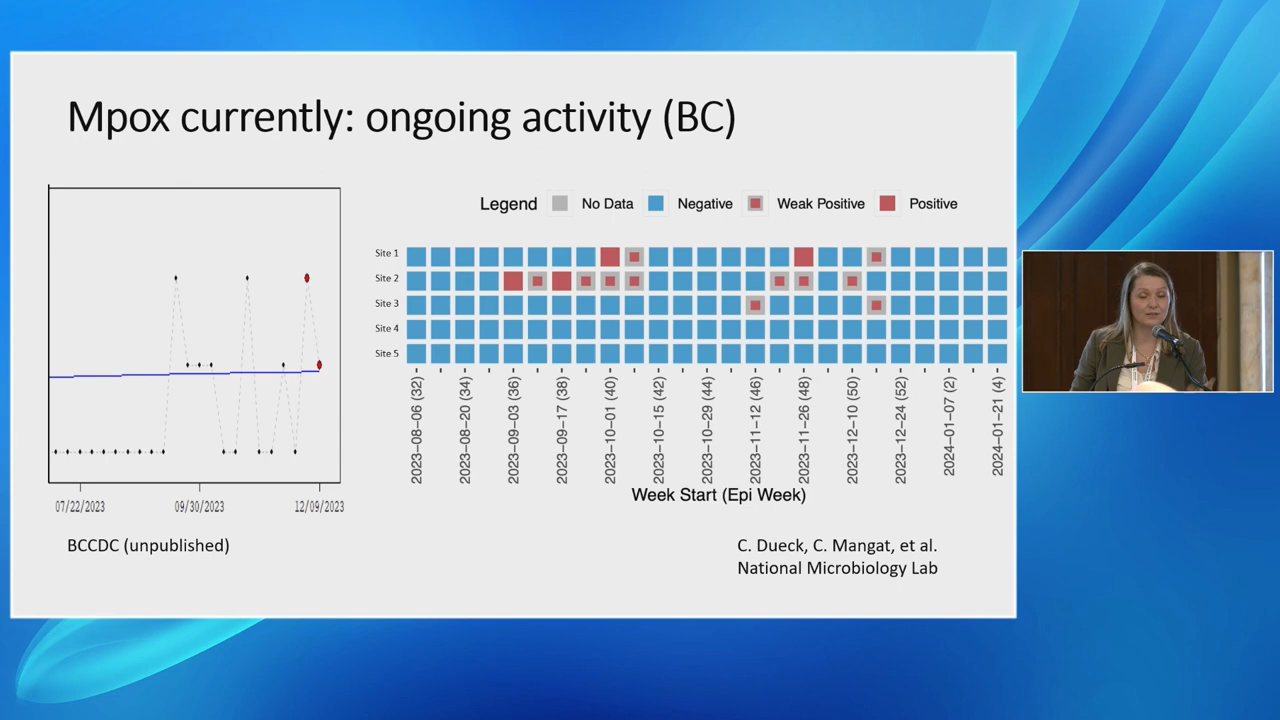 Mpox currently: ongoing activity (BC)
Legend No Data Negative Weak Positive Positive
Site 1
Site 2
Site 3
Site 4
Site 5
2023−08−06 (32)
2023−08−20 (34)
2023−09−03 (36)
2023−09−17 (38)
2023−10−01 (40)
2023−10−15 (42)
2023−10−29 (44)
2023−11−12 (46)
2023−11−26 (48)
2023−12−10 (50)
2023−12−24 (52)
2024−01−07 (2)
2024−01−21 (4)
Week Start (Epi Week)
07/22/2023 09/30/2023 12/09/2023
BCCDC (unpublished)
C. Dueck, C. Mangat, et al.
National Microbiology Lab